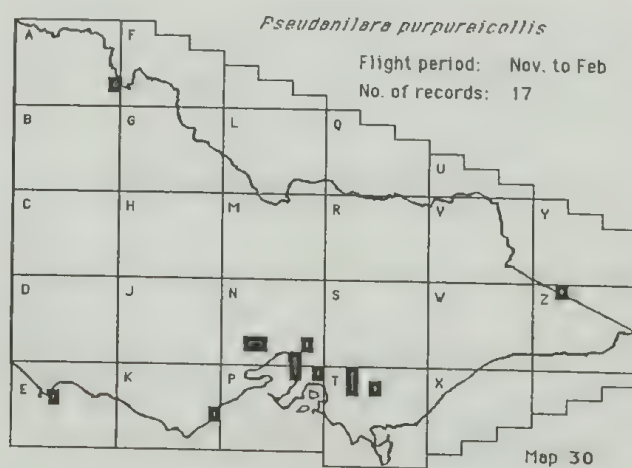 Pseudanilara purpureicollis
Flight period: Nov. to Feb
No. of records: 17
A F
B G L Q
U
C H M R V Y
D J N S W Z
E K P T X
Map 30